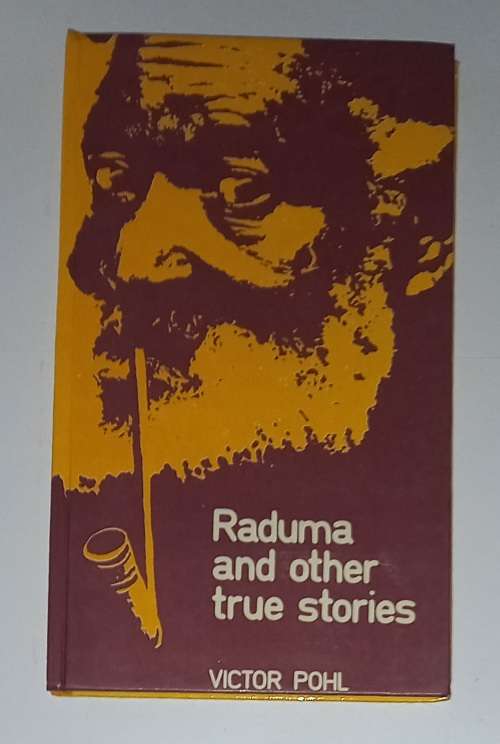 Raduma
and other
true stories
VICTOR POHL